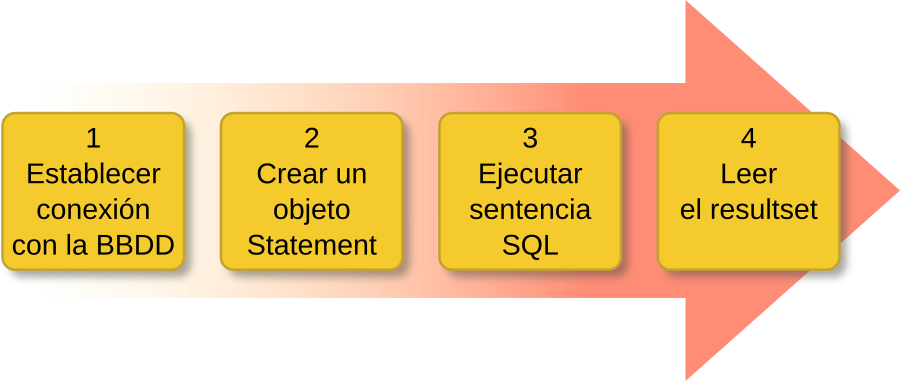 1
Establecer
conexión
con la BBDD
2
Crear un
objeto
Statement
3
Ejecutar
sentencia
SQL
4
Leer
el resultset